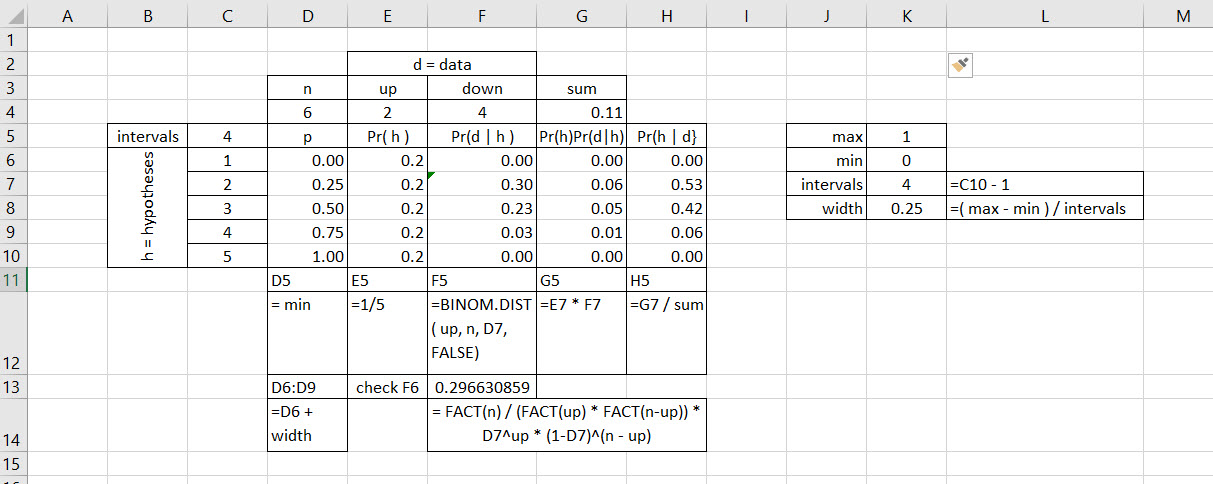 A B C D E F G H I J K L M
1
2 d = data
3 n up down sum
4 6 2 4 0.11
5 intervals 4 p Pr( h ) Pr(d | h ) Pr(h)Pr(d|h) Pr(h | d} max 1
6 1 0.00 0.2 0.00 0.00 0.00 min 0
7 2 0.25 0.2 0.30 0.06 0.53 intervals 4 =C10 - 1
8 3 0.50 0.2 0.23 0.05 0.42 width 0.25 =( max - min ) / intervals
9 4 0.75 0.2 0.03 0.01 0.06
10 5 1.00 0.2 0.00 0.00 0.00
h = hypotheses
11 D5 E5 F5 G5 H5
= min =1/5 =BINOM.DIST =E7 * F7 =G7 / sum
( up, n, D7,
FALSE)
12
13 D6:D9 check F6 0.296630859
=D6 + = FACT(n) / (FACT(up) * FACT(n-up)) *
width D7^up * (1-D7)^(n - up)
14
15